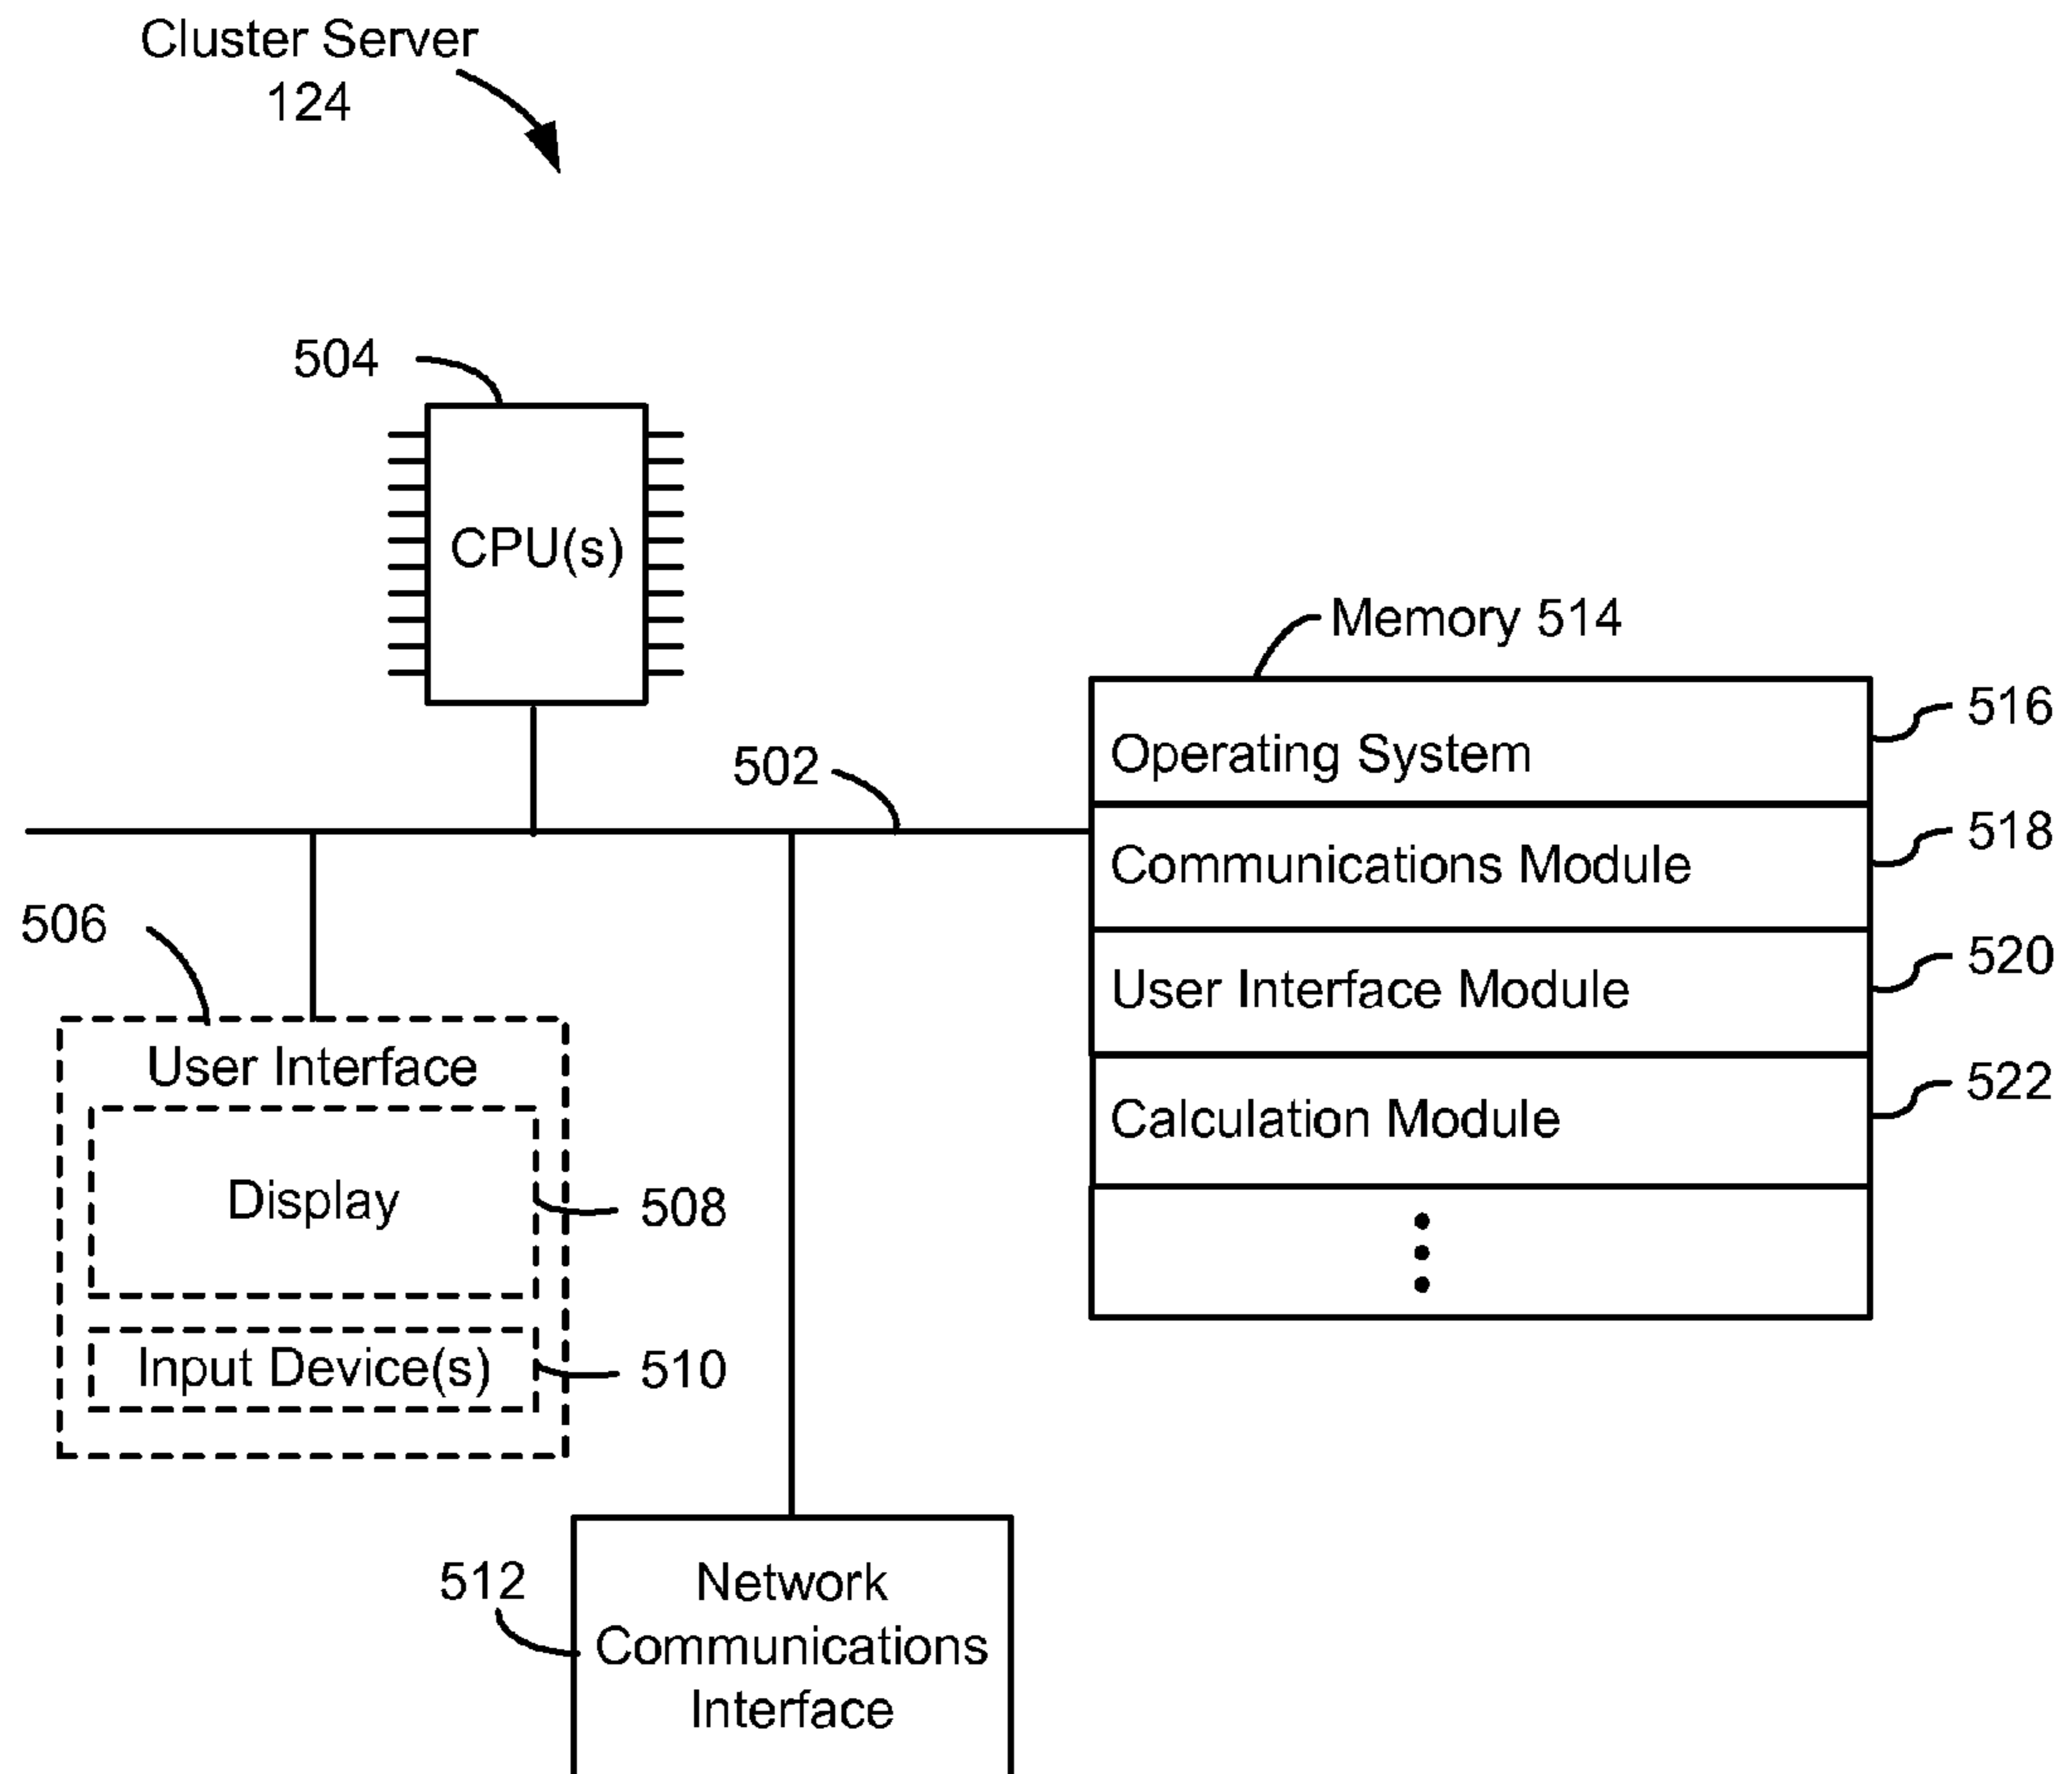 Cluster Server
124
504
CPU(s)
Memory 514
516
Operating System
502
518
Communications Module
506
520
User Interface Module
User Interface
522
Calculation Module
Display
508
Input Device(s)
510
512
Network
Communications
Interface